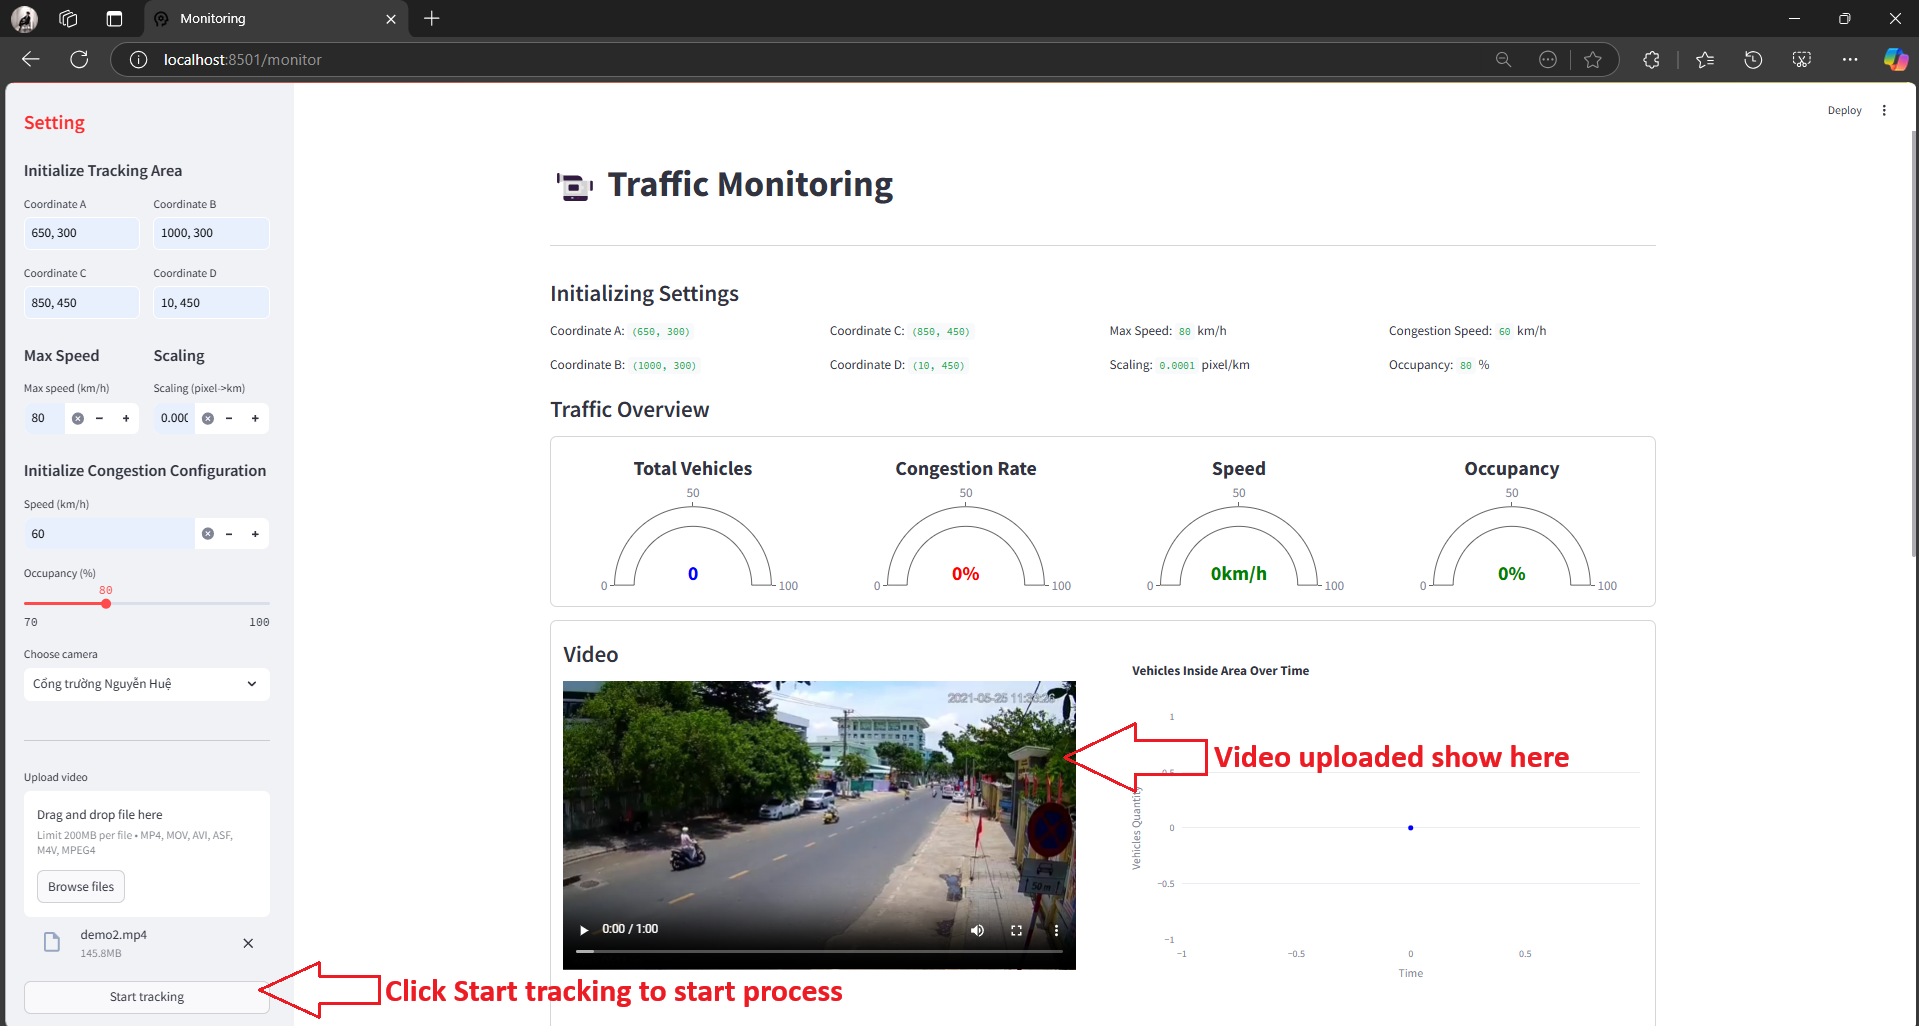 Monitoring
localhost:8501/monitor
Deploy
Setting
Initialize Tracking Area
Coordinate A
Coordinate B
650, 300
1000, 300
Coordinate C
Coordinate D
850, 450
10, 450
Max Speed
Scaling
Max speed (km/h)
Scaling (pixel->km)
80
0.000
Initialize Congestion Configuration
Speed (km/h)
60
Occupancy (%)
80
70
100
Choose camera
Cổng trường Nguyễn Huệ
Upload video
Drag and drop file here
Limit 200MB per file • MP4, MOV, AVI, ASF,
M4V, MPEG4
Browse files
demo2.mp4
145.8MB
Start tracking
Click Start tracking to start process
Traffic Monitoring
Initializing Settings
Coordinate A: (650, 300)
Coordinate C: (850, 450)
Max Speed: 80 km/h
Congestion Speed: 60 km/h
Coordinate B: (1000, 300)
Coordinate D: (10, 450)
Scaling: 0.0001 pixel/km
Occupancy: 80 %
Traffic Overview
Total Vehicles
Congestion Rate
Speed
Occupancy
50
50
50
50
0
0%
0km/h
0%
0
100
0
100
0
100
0
100
Video
2021-05-25 11:23:26
50 m
0:00 / 1:00
Video uploaded show here
Vehicles Inside Area Over Time
1
0.5
0
−0.5
−1
Vehicles Quantity
−1
−0.5
0
0.5
Time